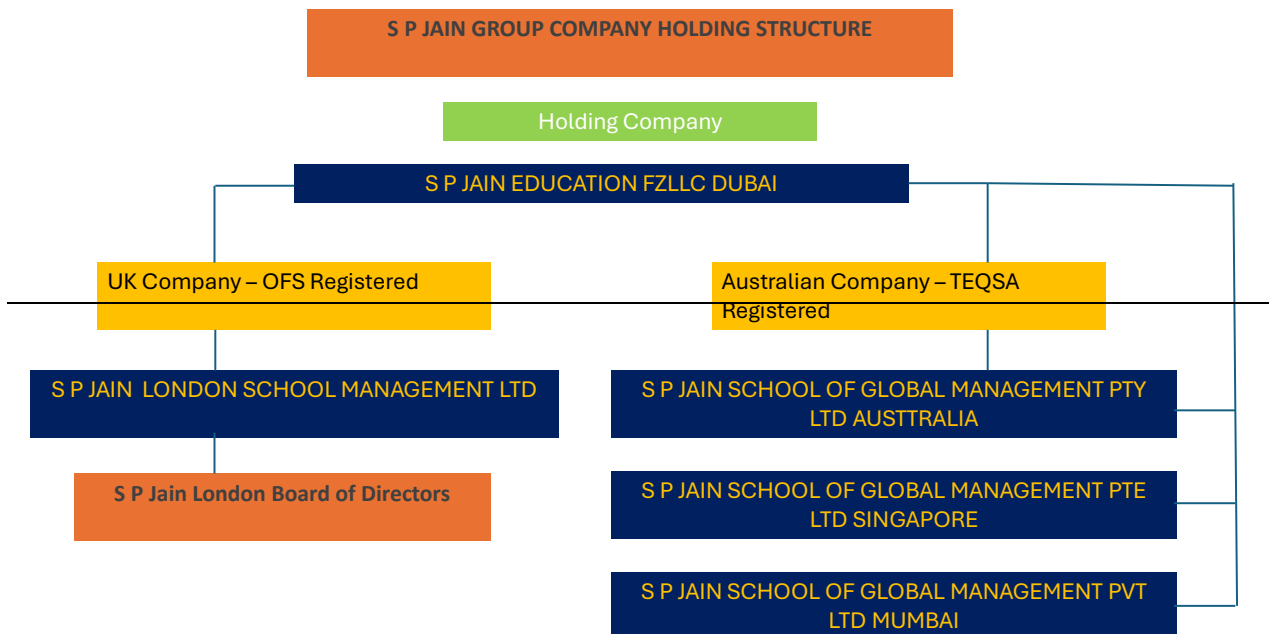 S P JAIN GROUP COMPANY HOLDING STRUCTURE
Holding Company
S P JAIN EDUCATION FZLLC DUBAI
UK Company – OFS Registered
Australian Company – TEQSA
Registered
S P JAIN LONDON SCHOOL MANAGEMENT LTD
S P JAIN SCHOOL OF GLOBAL MANAGEMENT PTY
LTD AUSTTRALIA
S P Jain London Board of Directors
S P JAIN SCHOOL OF GLOBAL MANAGEMENT PTE
LTD SINGAPORE
S P JAIN SCHOOL OF GLOBAL MANAGEMENT PVT
LTD MUMBAI